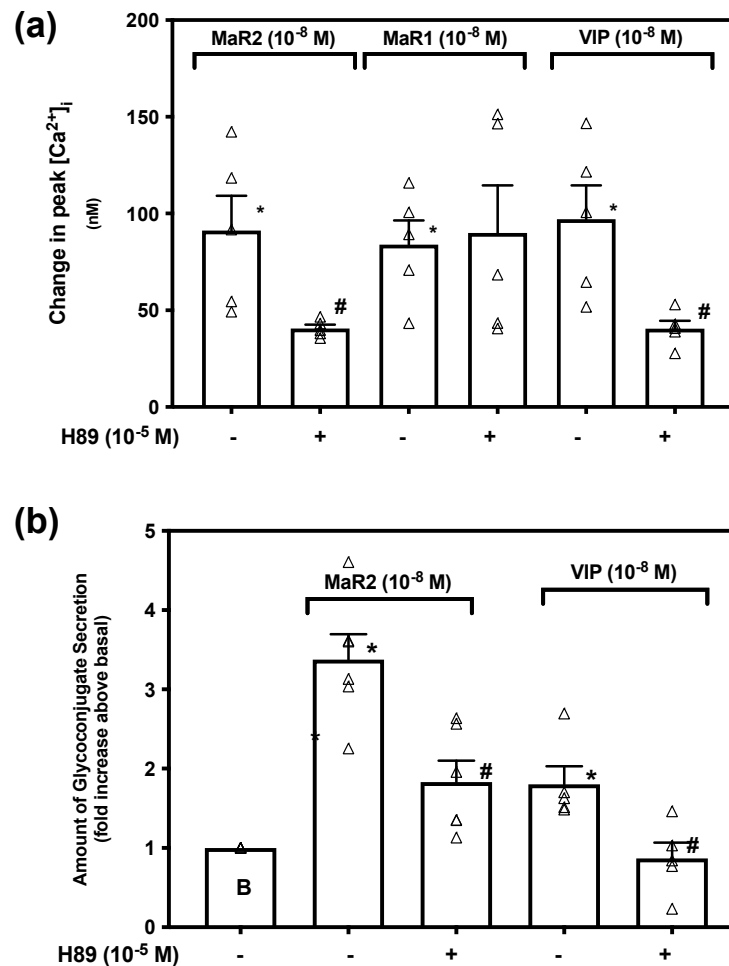 (a)
MaR2 (10⁻⁸ M) MaR1 (10⁻⁸ M) VIP (10⁻⁸ M)
Change in peak [Ca²⁺]ᵢ
(nM)
200
150
100
50
0
* # * * #
H89 (10⁻⁵ M) - + - + - +
(b)
MaR2 (10⁻⁸ M) VIP (10⁻⁸ M)
Amount of Glycoconjugate Secretion
(fold increase above basal)
5
4
3
2
1
0
* * # * #
B
H89 (10⁻⁵ M) - - + - +